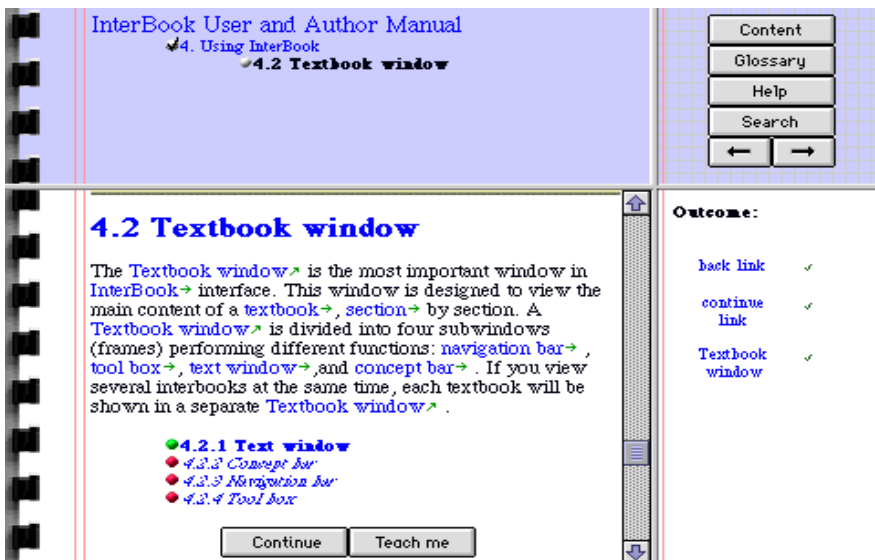 InterBook User and Author Manual
4. Using InterBook
4.2 Textbook window
Content
Glossary
Help
Search
← →
4.2 Textbook window
The Textbook window↗ is the most important window in
InterBook→ interface. This window is designed to view the
main content of a textbook→, section→ by section. A
Textbook window↗ is divided into four subwindows
(frames) performing different functions: navigation bar→ ,
tool box→, text window→,and concept bar→ . If you view
several interbooks at the same time, each textbook will be
shown in a separate Textbook window↗ .
4.2.1 Text window
4.2.2 Concept bar
4.2.3 Navigation bar
4.2.4 Tool box
Continue Teach me
Outcome:
back link ✓
continue
link ✓
Textbook
window ✓